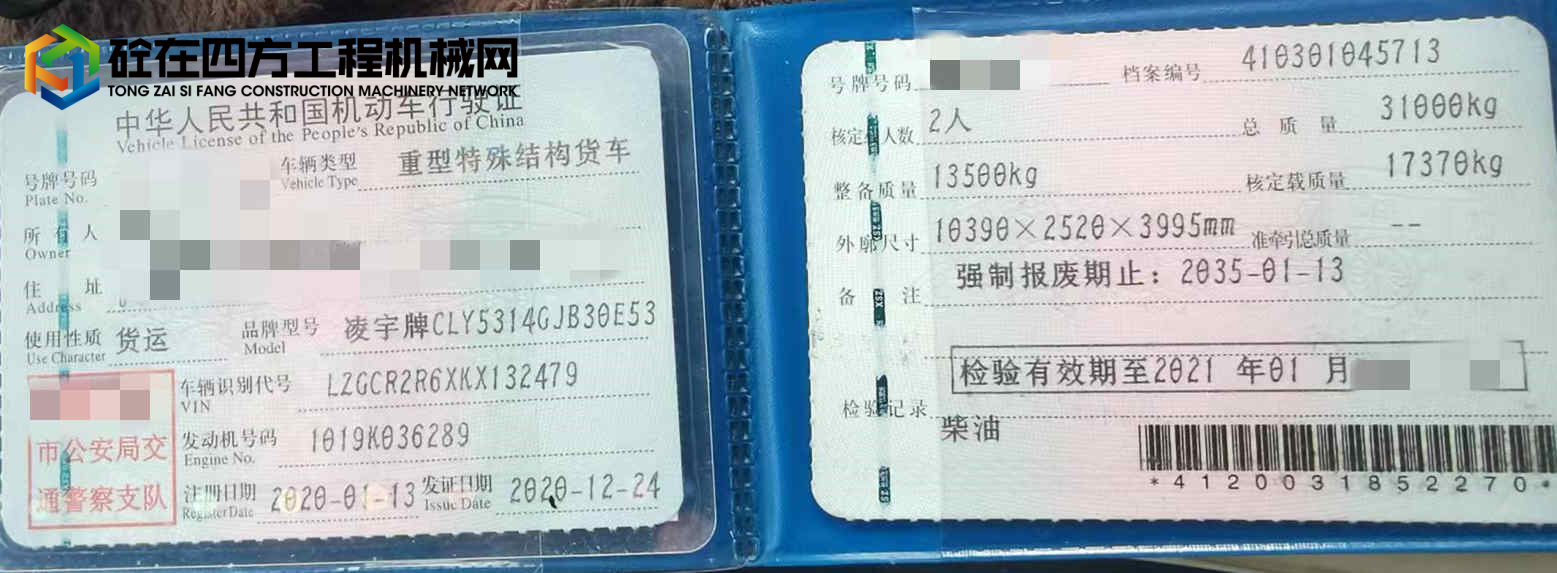 砼在四方工程机械网
TONG ZAI SI FANG CONSTRUCTION MACHINERY NETWORK
中华人民共和国机动车行驶证
Vehicle License of the People's Republic of China
号牌号码
Plate No.
车辆类型 重型特殊结构货车
Vehicle Type
所有人
Owner
住址
Address
使用性质 货运
Use Character
品牌型号 凌宇牌CLY5314GJB30E53
Model
车辆识别代号 LZGCR2R6XKX132479
VIN
发动机号码 1019K036289
Engine No.
注册日期 2020-01-13
Register Date
发证日期 2020-12-24
Issue Date
市公安局交
通警察支队
号牌号码
档案编号 410301045713
核定人数 2人
总质量 31000kg
整备质量 13500kg
核定载质量 17370kg
外廓尺寸 10390×2520×3995mm
准牵引总质量 --
备注 强制报废期止：2035-01-13
检验有效期至2021 年01 月
检验记录
柴油
*4120031852270*